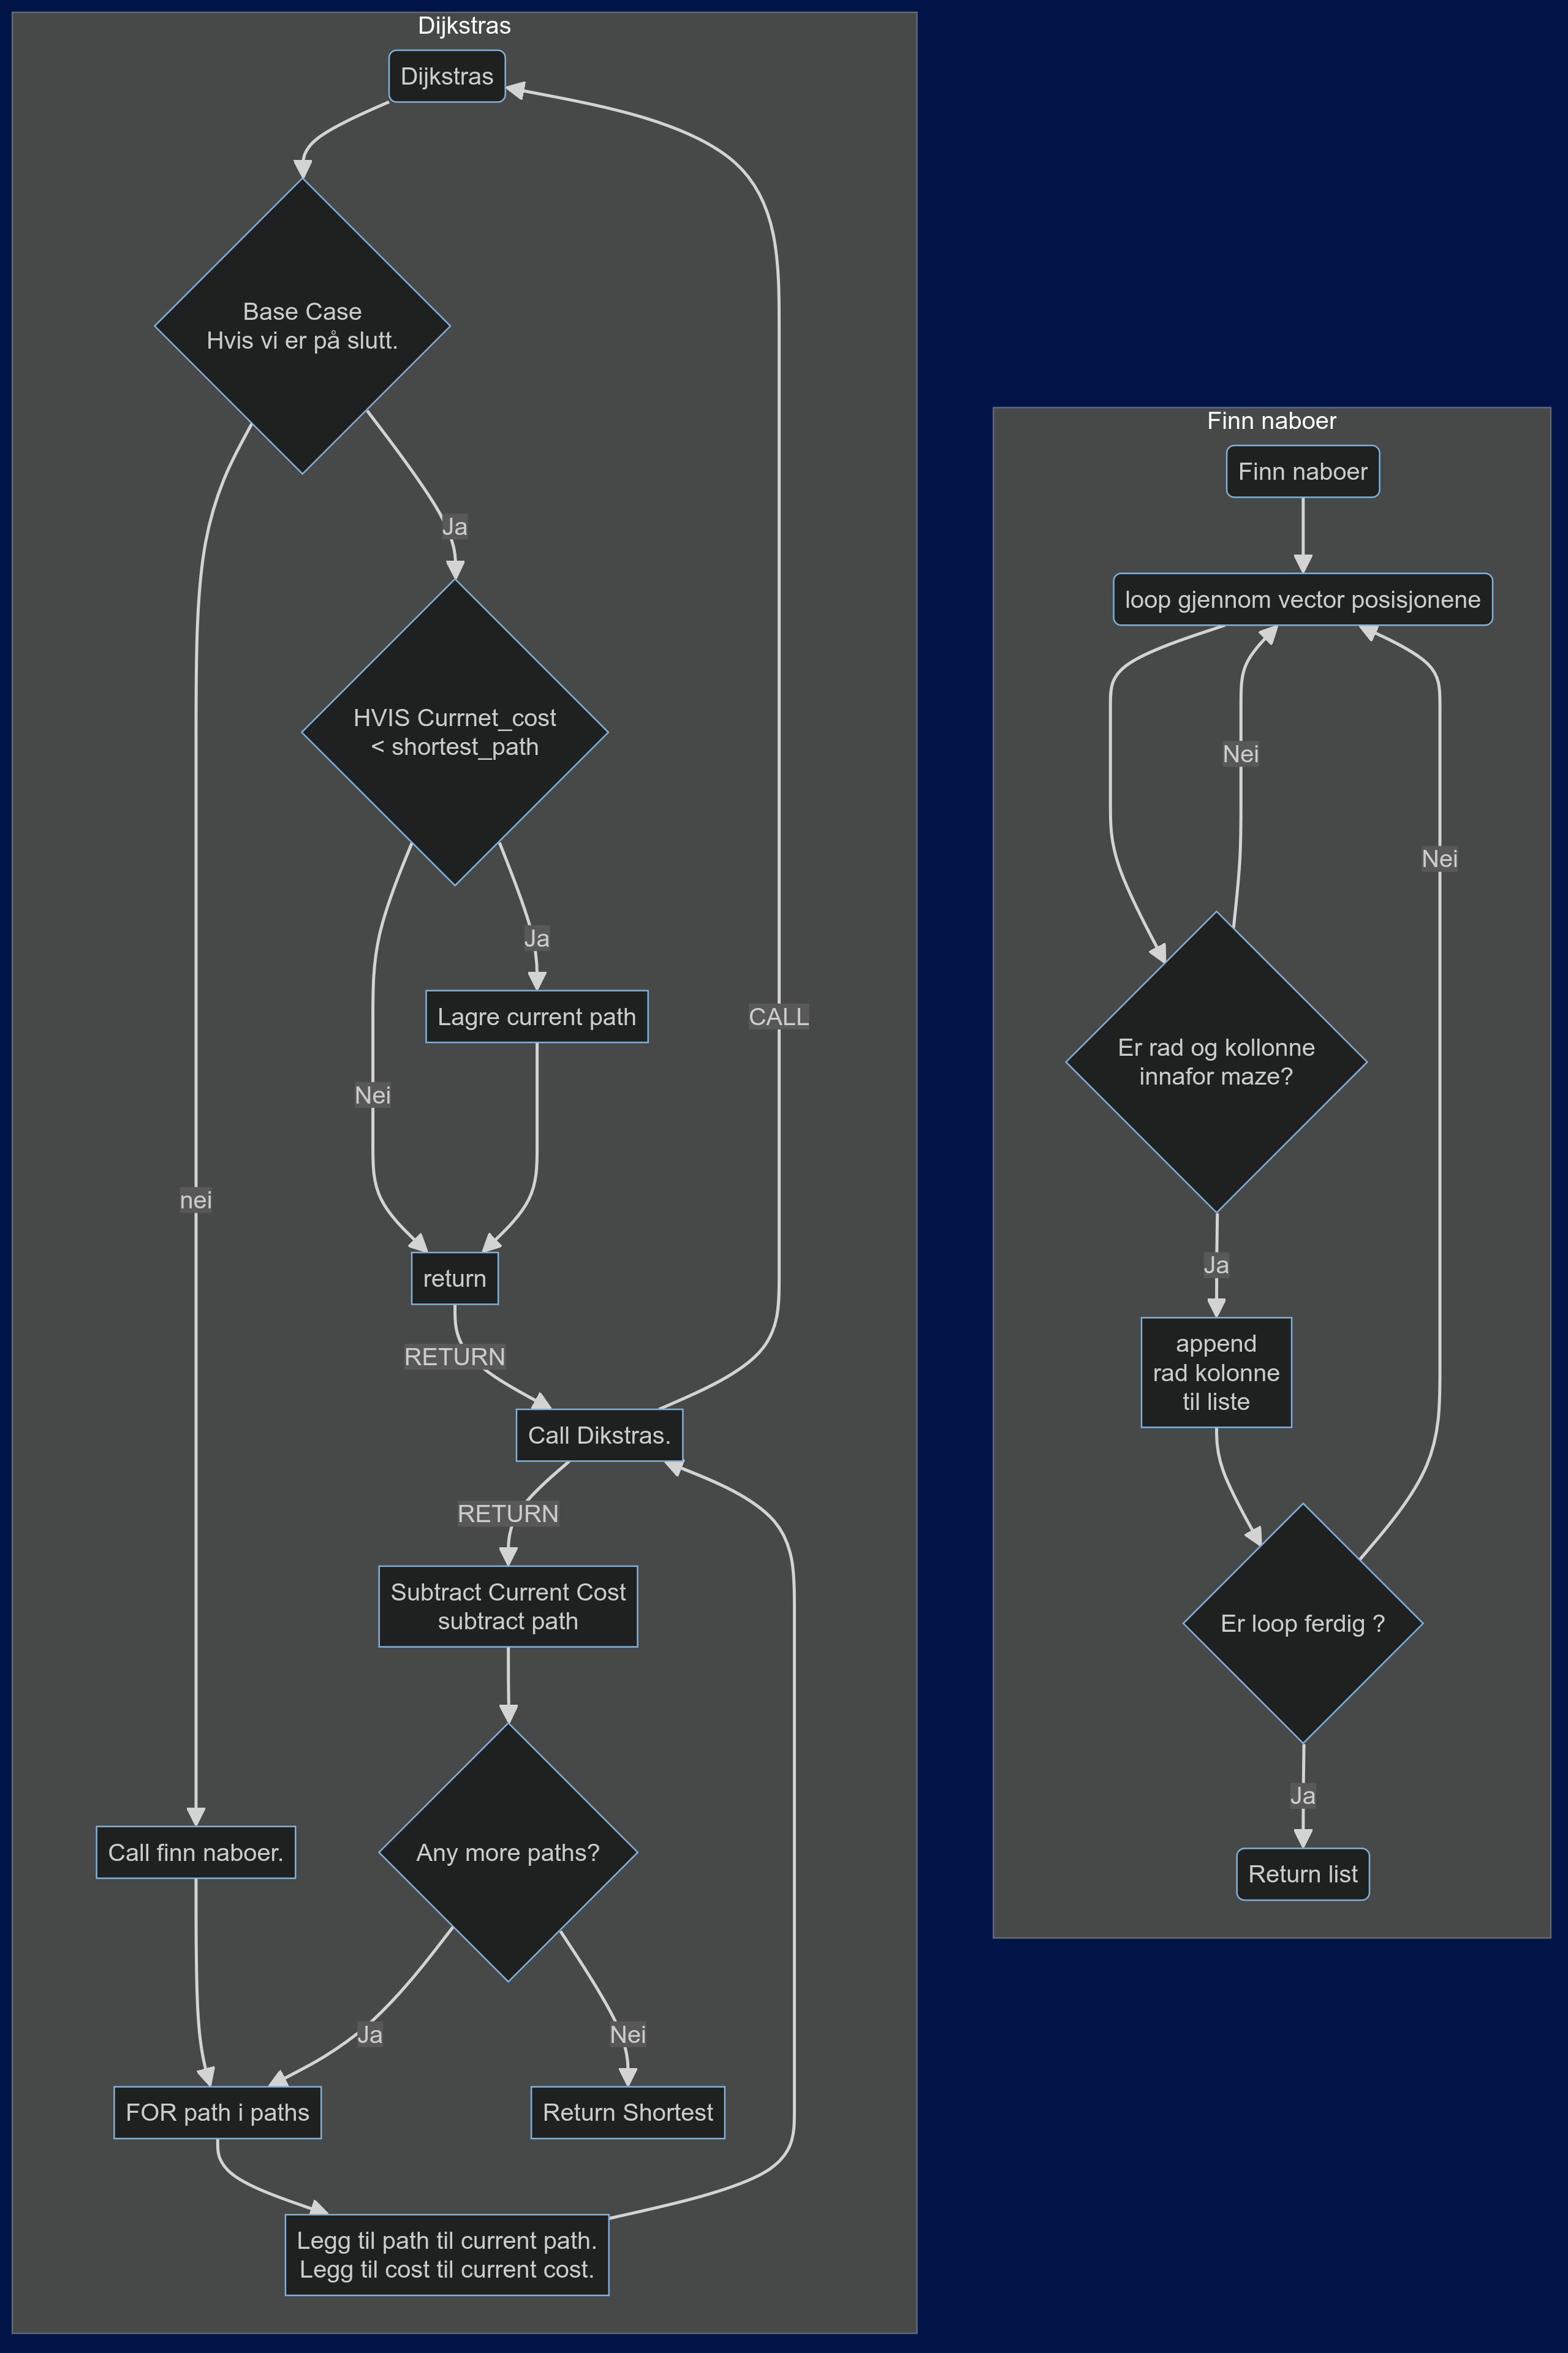 Dijkstras
Dijkstras
Base Case
Hvis vi er på slutt.
Ja
HVIS Currnet_cost
< shortest_path
Ja
Lagre current path
CALL
Nei
nei
return
RETURN
Call Dikstras.
RETURN
Subtract Current Cost
subtract path
Call finn naboer.
Any more paths?
Ja
Nei
FOR path i paths
Return Shortest
Legg til path til current path.
Legg til cost til current cost.
Finn naboer
Finn naboer
loop gjennom vector posisjonene
Nei
Nei
Er rad og kollonne
innafor maze?
Ja
append
rad kolonne
til liste
Er loop ferdig ?
Ja
Return list